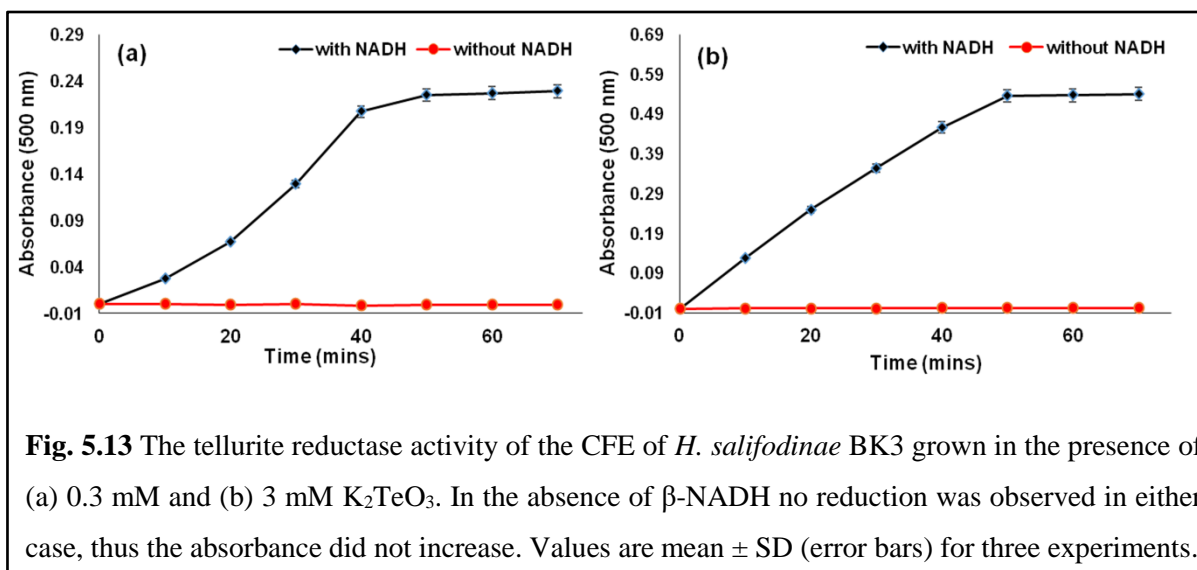 (a)
with NADH
without NADH
0.29
0.24
0.19
0.14
0.09
0.04
-0.01
Absorbance (500 nm)
0
20
40
60
Time (mins)
(b)
with NADH
without NADH
0.69
0.59
0.49
0.39
0.29
0.19
0.09
-0.01
Absorbance (500 nm)
0
20
40
60
Time (mins)
Fig. 5.13 The tellurite reductase activity of the CFE of H. salifodinae BK3 grown in the presence of
(a) 0.3 mM and (b) 3 mM K₂TeO₃. In the absence of β-NADH no reduction was observed in either
case, thus the absorbance did not increase. Values are mean ± SD (error bars) for three experiments.